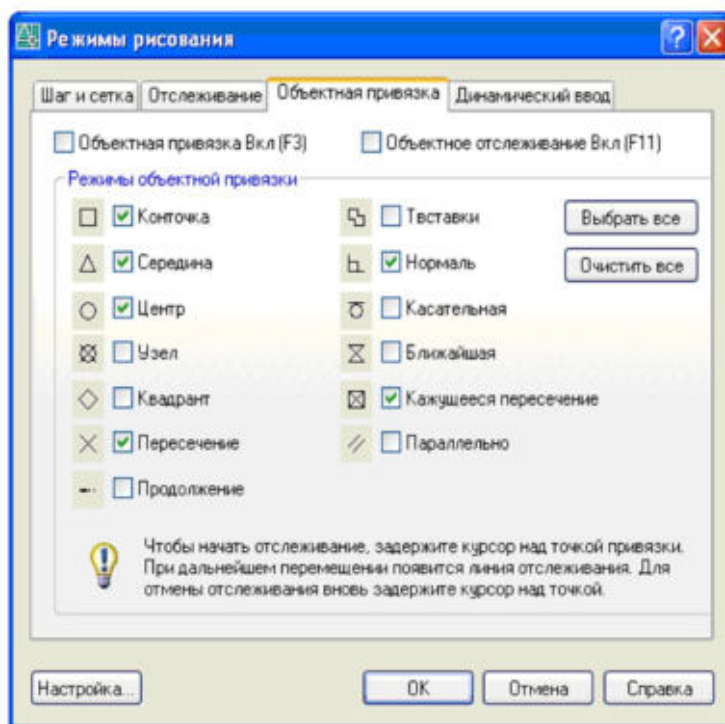 Режимы рисования
Шаг и сетка Отслеживание Объектная привязка Динамический ввод
Объектная привязка Вкл (F3) Объектное отслеживание Вкл (F11)
Режимы объектной привязки
Конточка Твставки Выбрать все
Середина Нормаль Очистить все
Центр Касательная
Узел Ближайшая
Квадрант Кажущееся пересечение
Пересечение Параллельно
Продолжение
Чтобы начать отслеживание, задержите курсор над точкой привязки.
При дальнейшем перемещении появится линия отслеживания. Для
отмены отслеживания вновь задержите курсор над точкой.
Настройка... ОК Отмена Справка